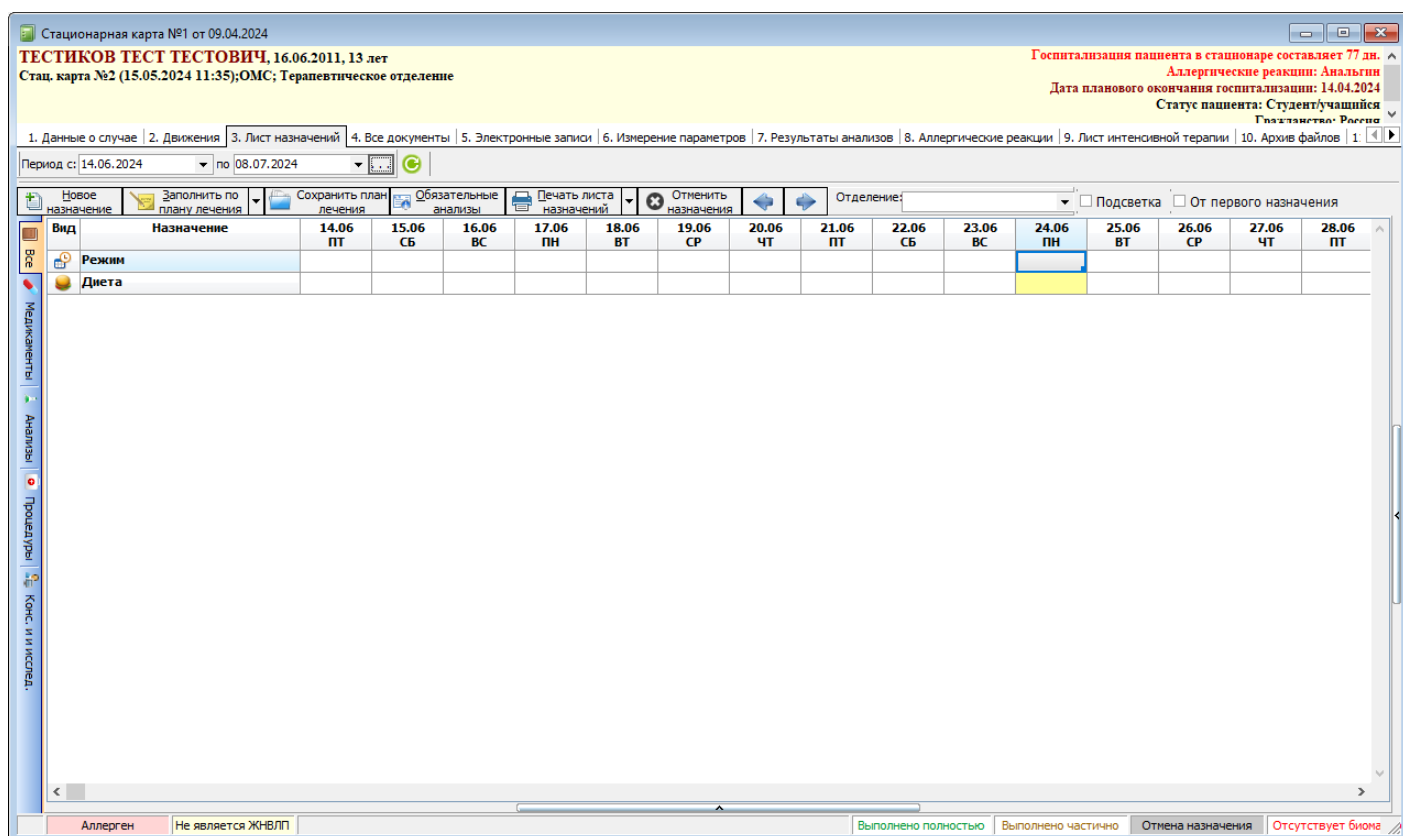 Стационарная карта №1 от 09.04.2024
ТЕСТИКОВ ТЕСТ ТЕСТОВИЧ, 16.06.2011, 13 лет
Стац. карта №2 (15.05.2024 11:35);ОМС; Терапевтическое отделение
Госпитализация пациента в стационаре составляет 77 дн.
Аллергические реакции: Анальгин
Дата планового окончания госпитализации: 14.04.2024
Статус пациента: Студент/учащийся
Гражданство: Россия
1. Данные о случае 2. Движения 3. Лист назначений 4. Все документы 5. Электронные записи 6. Измерение параметров 7. Результаты анализов 8. Аллергические реакции 9. Лист интенсивной терапии 10. Архив файлов 1
Период с: 14.06.2024 по 08.07.2024 ...
Новое назначение Заполнить по плану лечения Сохранить план лечения Обязательные анализы Печать листа назначений Отменить назначения Отделение: Подсветка От первого назначения
Вид Назначение 14.06 ПТ 15.06 СБ 16.06 ВС 17.06 ПН 18.06 ВТ 19.06 СР 20.06 ЧТ 21.06 ПТ 22.06 СБ 23.06 ВС 24.06 ПН 25.06 ВТ 26.06 СР 27.06 ЧТ 28.06 ПТ
Режим
Диета
Все
Медикаменты
Анализы
Процедуры
Конс. и исслед.
Аллерген Не является ЖНВЛП Выполнено полностью Выполнено частично Отмена назначения Отсутствует биома